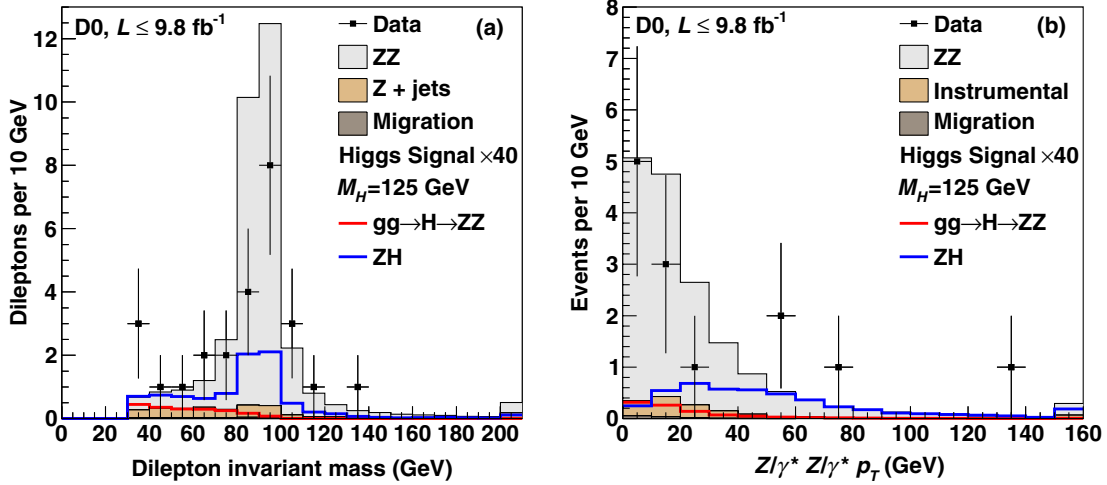 D0, L ≤ 9.8 fb⁻¹
(a)
Data
ZZ
Z + jets
Migration
Higgs Signal ×40
M_H=125 GeV
gg→H→ZZ
ZH
Dileptons per 10 GeV
12
10
8
6
4
2
0
0 20 40 60 80 100 120 140 160 180 200
Dilepton invariant mass (GeV)
D0, L ≤ 9.8 fb⁻¹
(b)
Data
ZZ
Instrumental
Migration
Higgs Signal ×40
M_H=125 GeV
gg→H→ZZ
ZH
Events per 10 GeV
8
7
6
5
4
3
2
1
0
0 20 40 60 80 100 120 140 160
Z/γ* Z/γ* p_T (GeV)